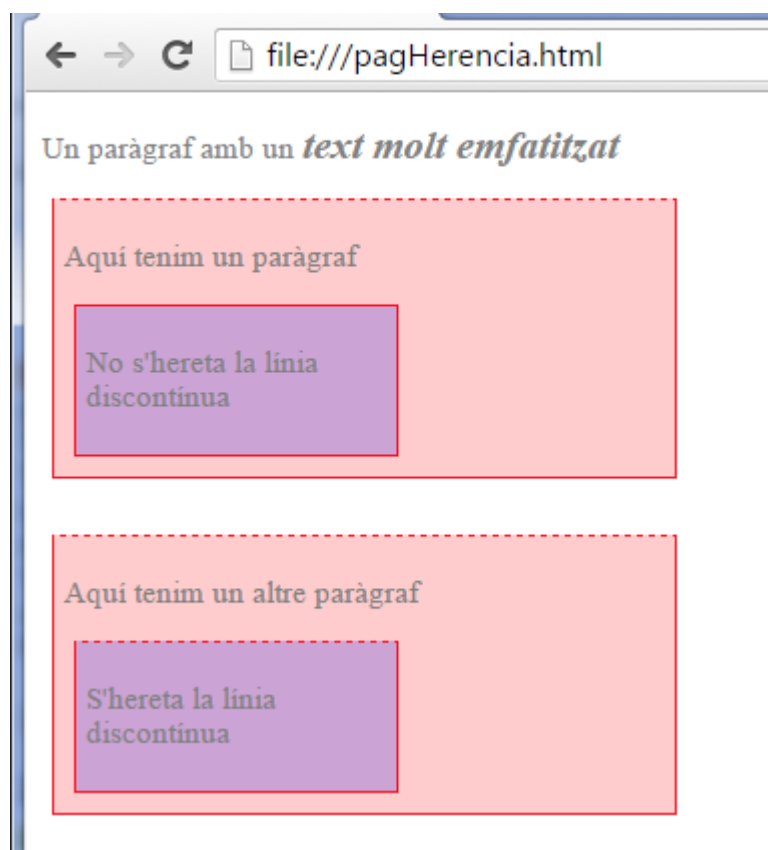 file:///pagHerencia.html
Un paràgraf amb un text molt emfatitzat
Aquí tenim un paràgraf
No s'hereta la línia
discontínua
Aquí tenim un altre paràgraf
S'hereta la línia
discontínua